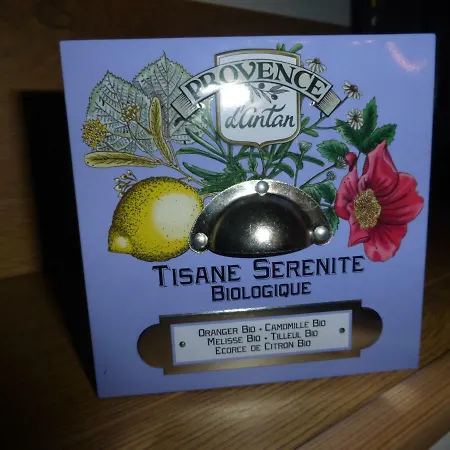 PROVENCE
d'Antan
TISANE SERENITE
BIOLOGIQUE
ORANGER BIO - CAMOMILLE BIO
MELISSE BIO - TILLEUL BIO
ECORCE DE CITRON BIO